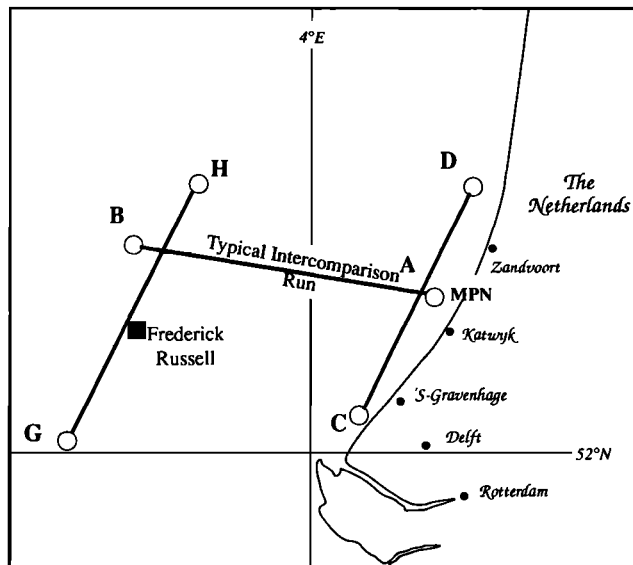 4°E
H
D
The
Netherlands
B
Typical Intercomparison
Run
A
Zandvoort
MPN
Frederick
Russell
Katwyk
'S-Gravenhage
C
G
Delft
52°N
Rotterdam